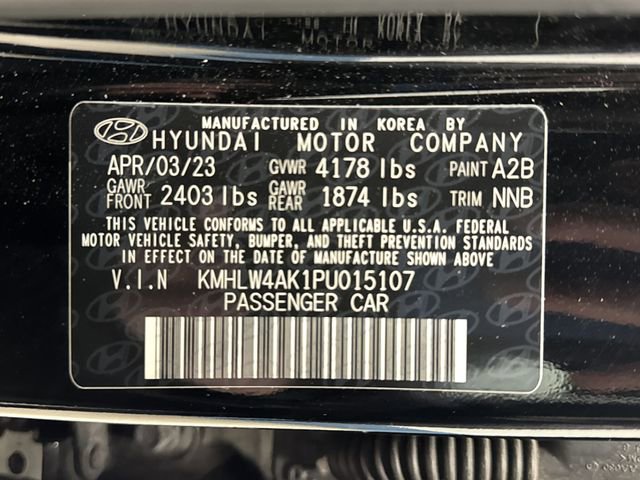 MANUFACTURED IN KOREA BY
HYUNDAI MOTOR COMPANY
APR/03/23 GVWR 4178 lbs PAINT A2B
GAWR FRONT 2403 lbs GAWR REAR 1874 lbs TRIM NNB
THIS VEHICLE CONFORMS TO ALL APPLICABLE U.S.A. FEDERAL
MOTOR VEHICLE SAFETY, BUMPER, AND THEFT PREVENTION STANDARDS
IN EFFECT ON THE DATE OF MANUFACTURE SHOWN ABOVE
V.I.N KMHLW4AK1PU015107
PASSENGER CAR